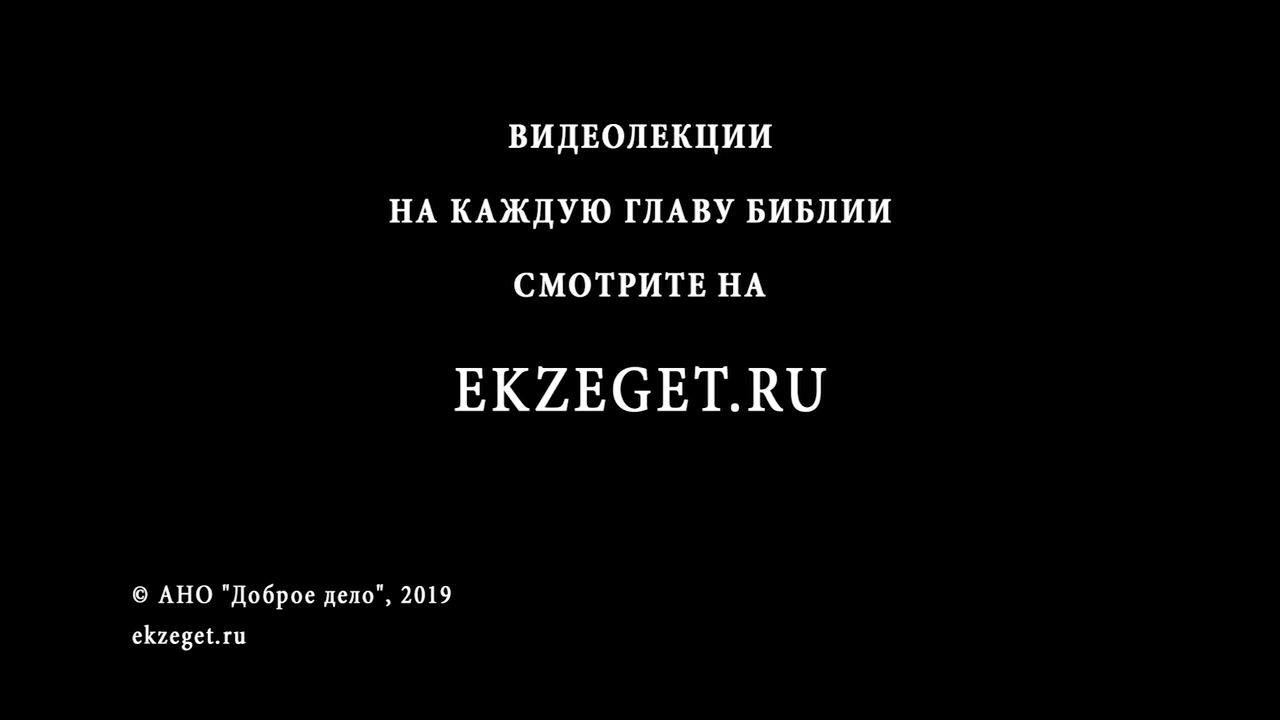 ВИДЕОЛЕКЦИИ
НА КАЖДУЮ ГЛАВУ БИБЛИИ
СМОТРИТЕ НА
EKZEGET.RU
© АНО "Доброе дело", 2019
ekzeget.ru